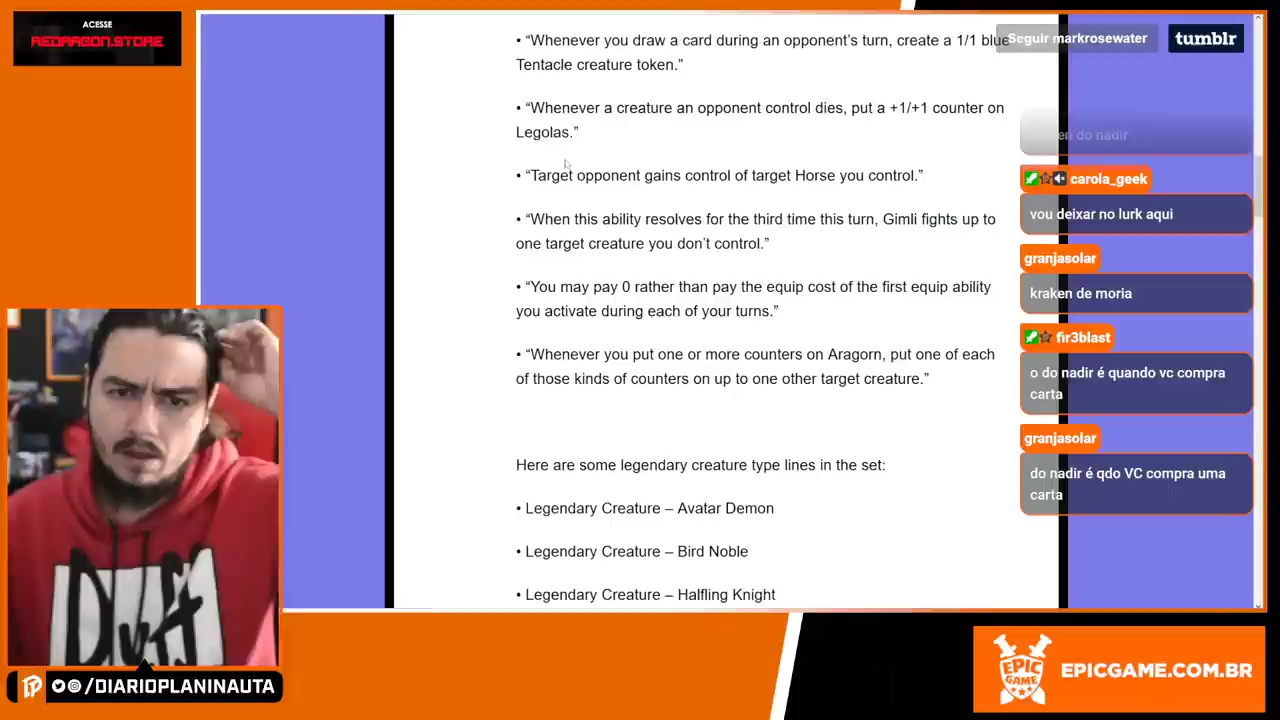 ACESSE
REDRAGON.STORE
• “Whenever you draw a card during an opponent’s turn, create a 1/1 blue
Tentacle creature token.”
• “Whenever a creature an opponent control dies, put a +1/+1 counter on
Legolas.”
• “Target opponent gains control of target Horse you control.”
• “When this ability resolves for the third time this turn, Gimli fights up to
one target creature you don’t control.”
• “You may pay 0 rather than pay the equip cost of the first equip ability
you activate during each of your turns.”
• “Whenever you put one or more counters on Aragorn, put one of each
of those kinds of counters on up to one other target creature.”
Here are some legendary creature type lines in the set:
• Legendary Creature – Avatar Demon
• Legendary Creature – Bird Noble
• Legendary Creature – Halfling Knight
Seguir markrosewater
tumblr
do nadir
carola_geek
vou deixar no lurk aqui
granjasolar
kraken de moria
fir3blast
o do nadir é quando vc compra
carta
granjasolar
do nadir é qdo VC compra uma
carta
Duff
/DIARIOPLANINAUTA
EPIC
GAME
EPICGAME.COM.BR